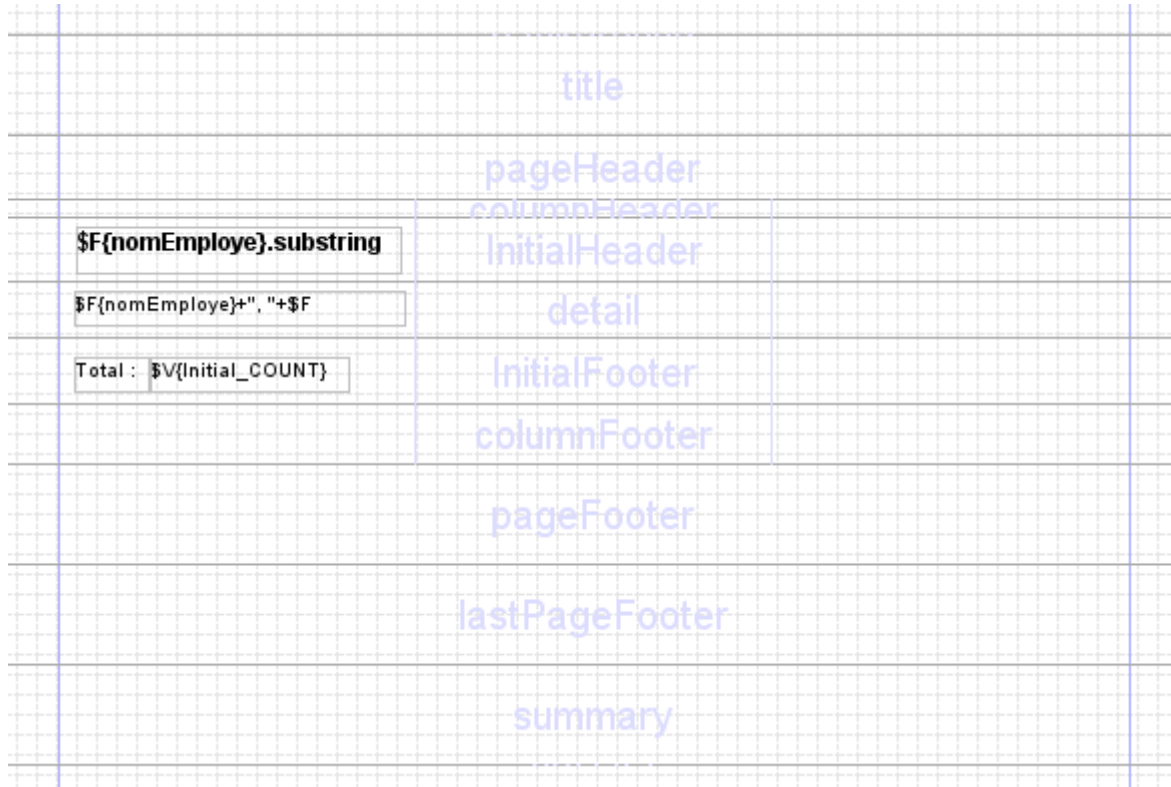 title
pageHeader
columnHeader
$F{nomEmploye}.substring
InitialHeader
$F{nomEmploye}+", "+$F
detail
Total : $V{Initial_COUNT}
InitialFooter
columnFooter
pageFooter
lastPageFooter
summary